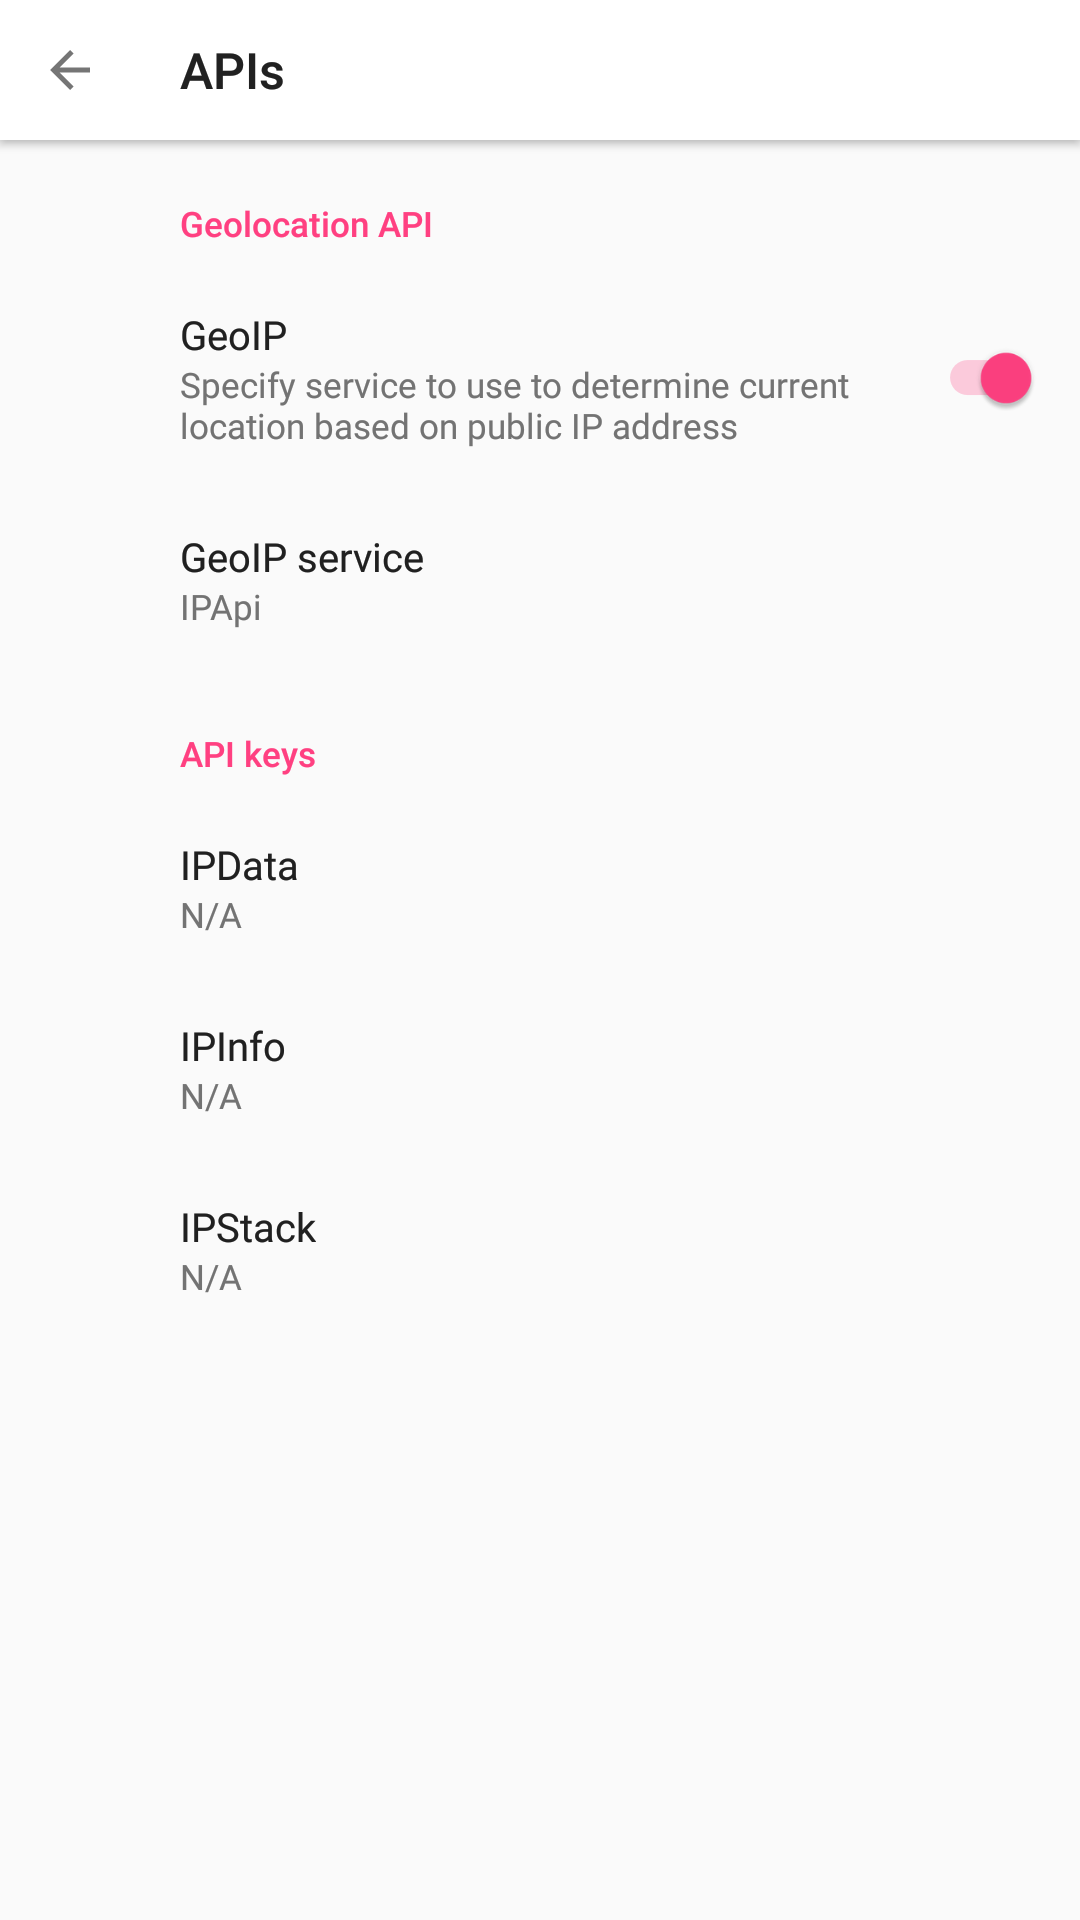 APIs
Geolocation API
GeoIP
Specify service to use to determine current
location based on public IP address
GeoIP service
IPApi
API keys
IPData
N/A
IPInfo
N/A
IPStack
N/A